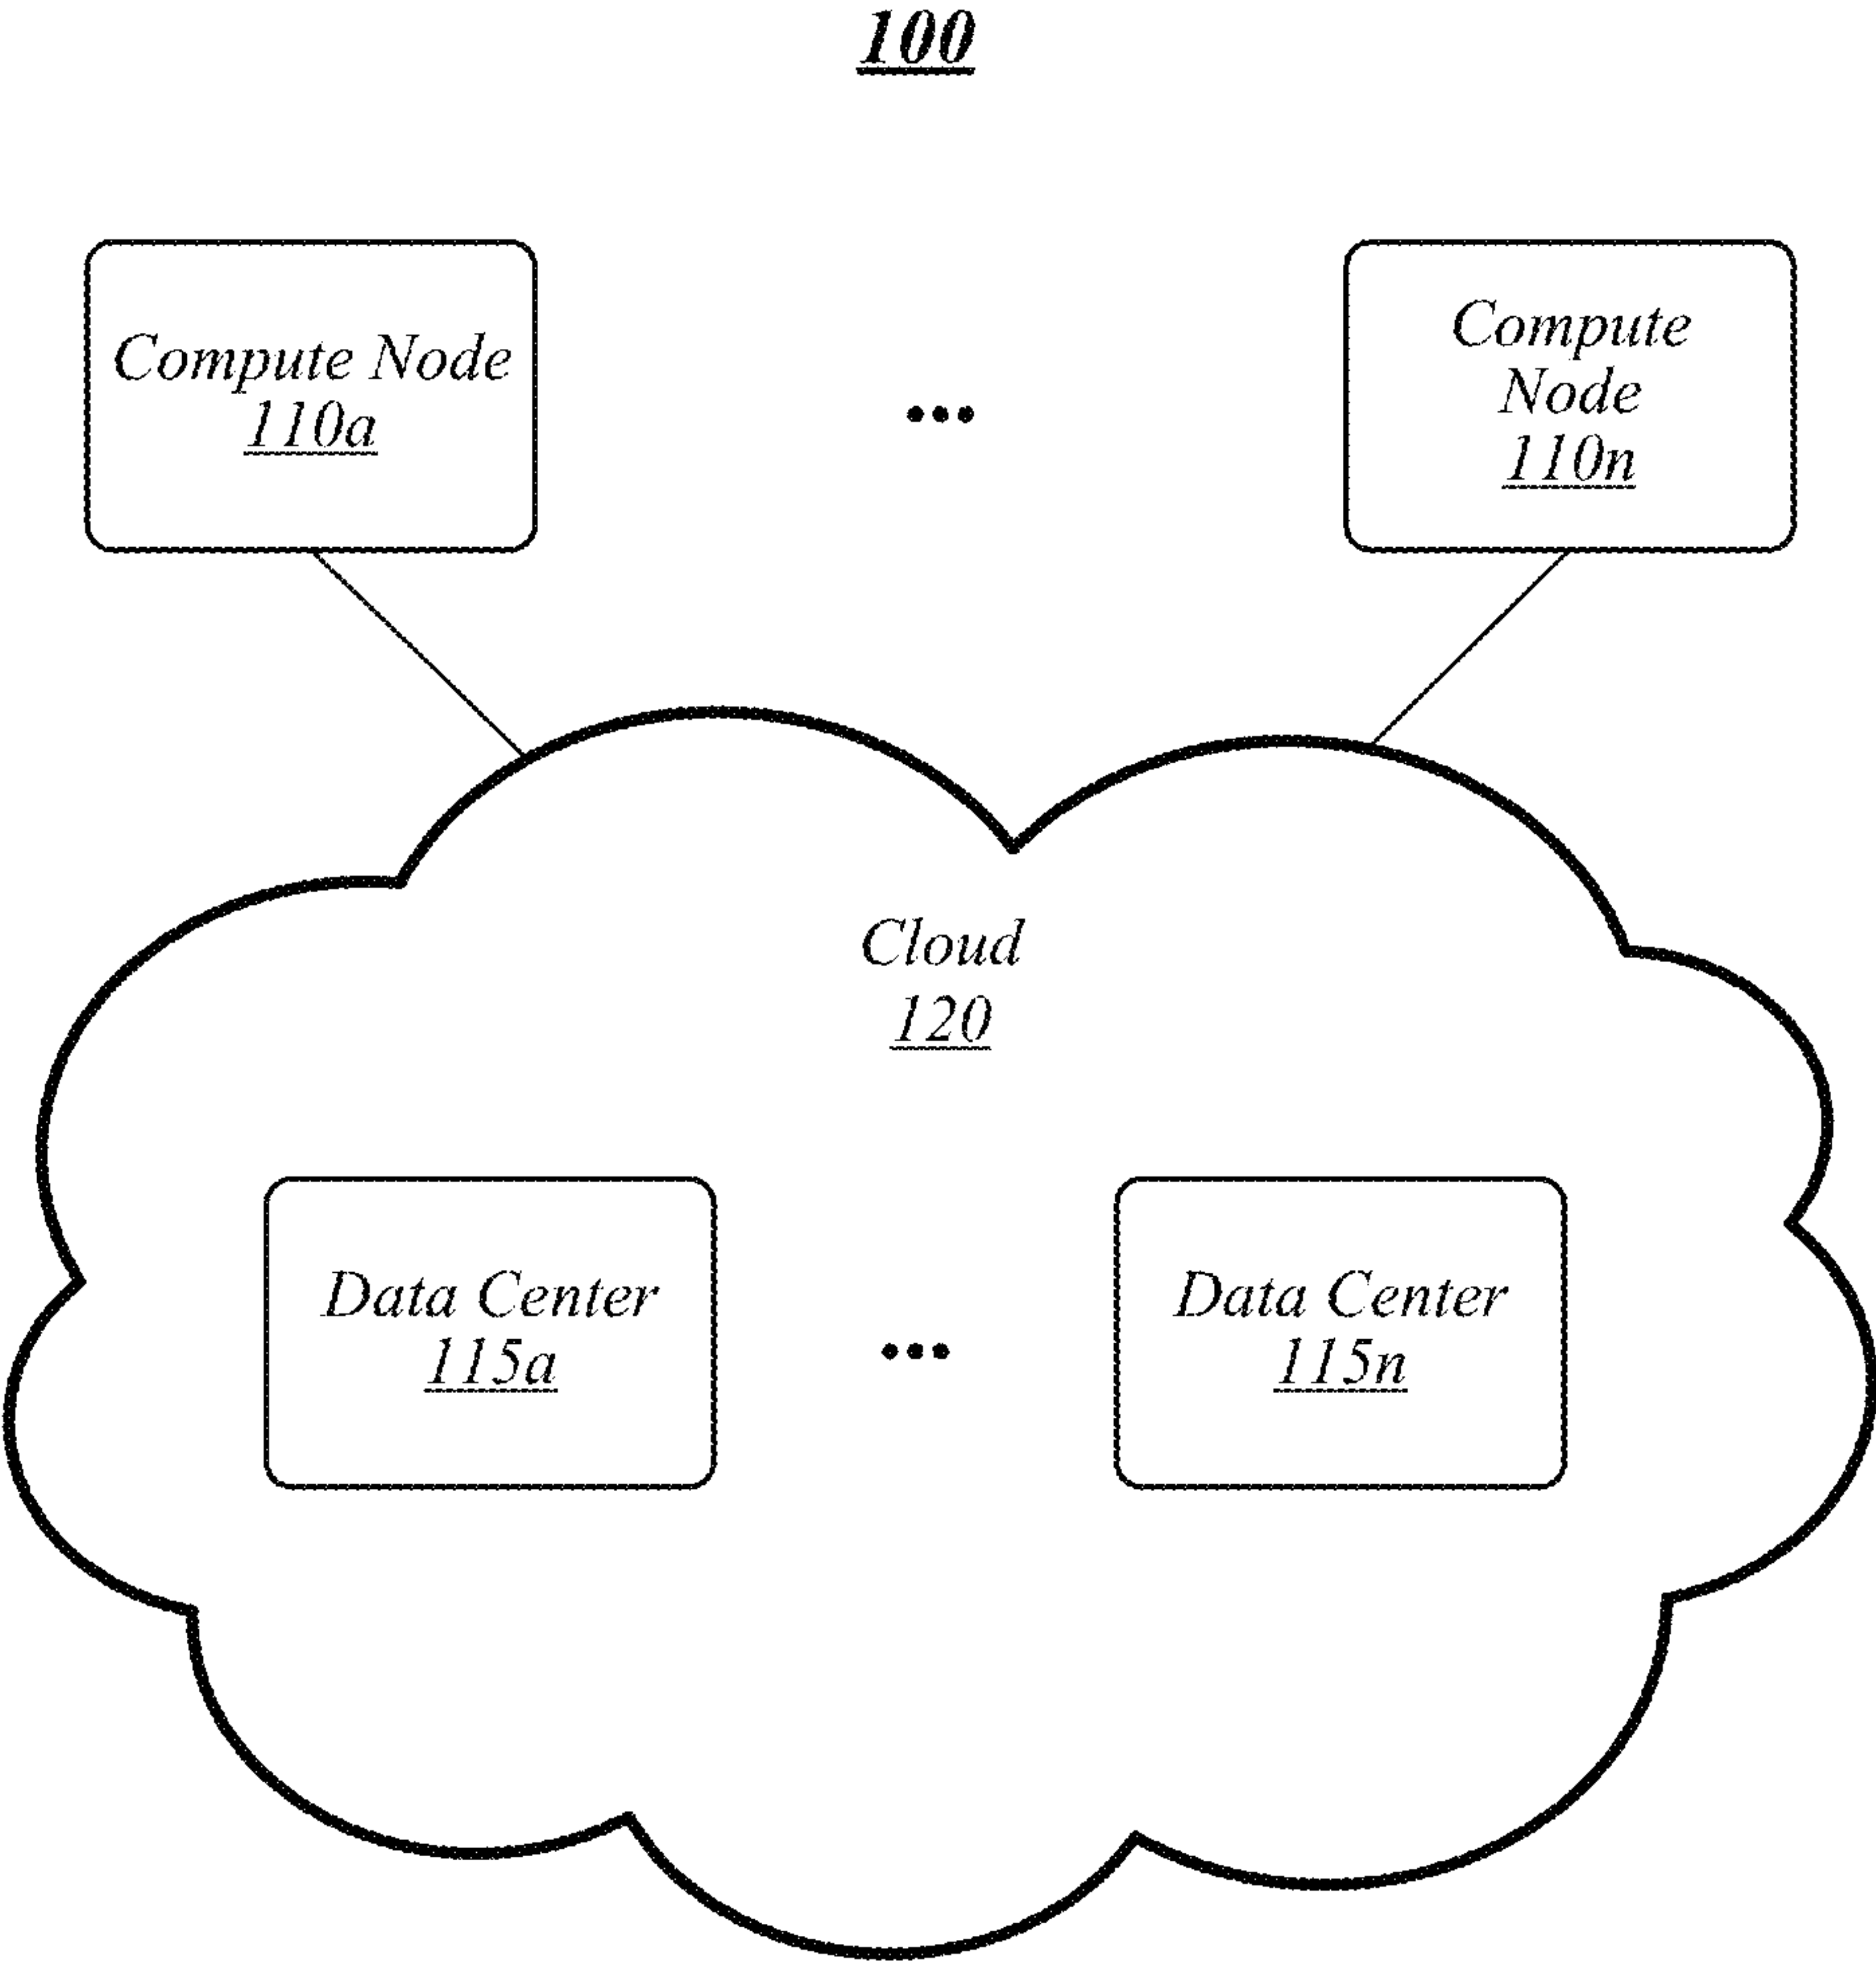 100
Compute Node
110a
...
Compute
Node
110n
Cloud
120
Data Center
115a
...
Data Center
115n